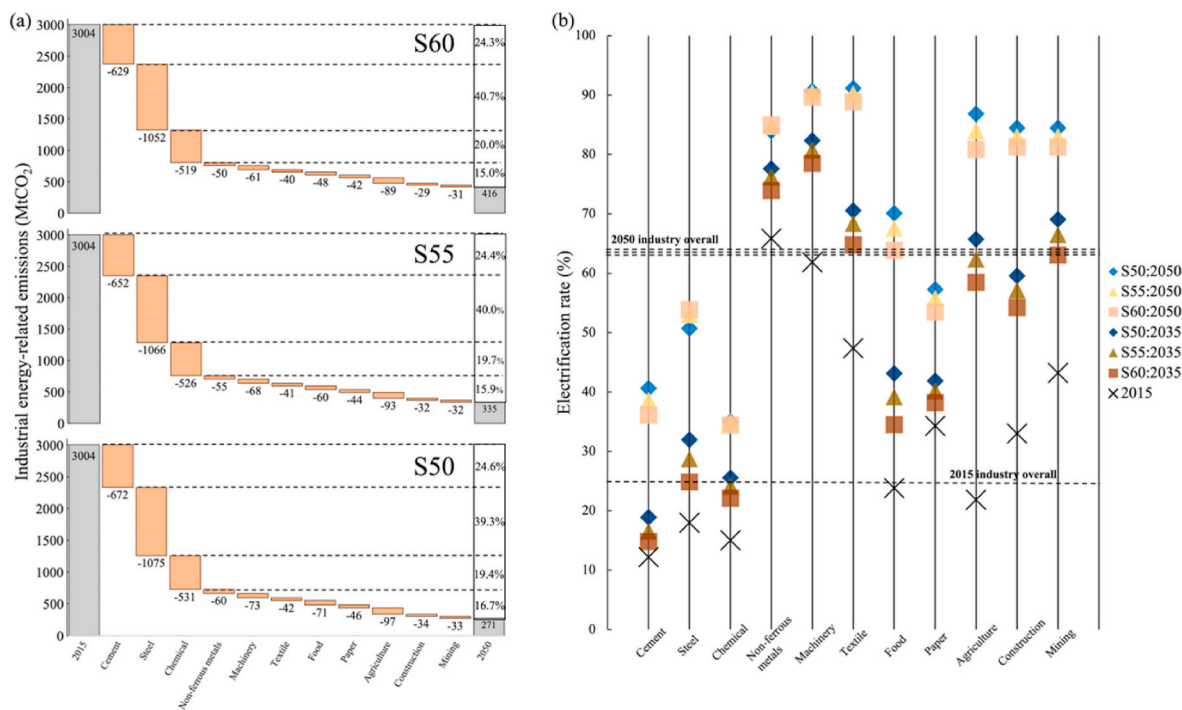 (a)
Industrial energy-related emissions (MtCO₂)
3000
2500
2000
1500
1000
500
0
3004
S60
-629
-1052
-519
-50
-61
-40
-48
-42
-89
-29
-31
24.3%
40.7%
20.0%
15.0%
416
3000
2500
2000
1500
1000
500
0
3004
S55
-652
-1066
-526
-55
-68
-41
-60
-44
-93
-32
-32
24.4%
40.0%
19.7%
15.9%
335
3000
2500
2000
1500
1000
500
0
3004
S50
-672
-1075
-531
-60
-73
-42
-71
-46
-97
-34
-33
24.6%
39.3%
19.4%
16.7%
271
2015
Cement
Steel
Chemical
Non-ferrous metals
Machinery
Textile
Food
Paper
Agriculture
Construction
Mining
2050
(b)
Electrification rate (%)
100
90
80
70
60
50
40
30
20
10
0
2050 industry overall
2015 industry overall
Cement
Steel
Chemical
Non-ferrous
metals
Machinery
Textile
Food
Paper
Agriculture
Construction
Mining
S50:2050
S55:2050
S60:2050
S50:2035
S55:2035
S60:2035
2015